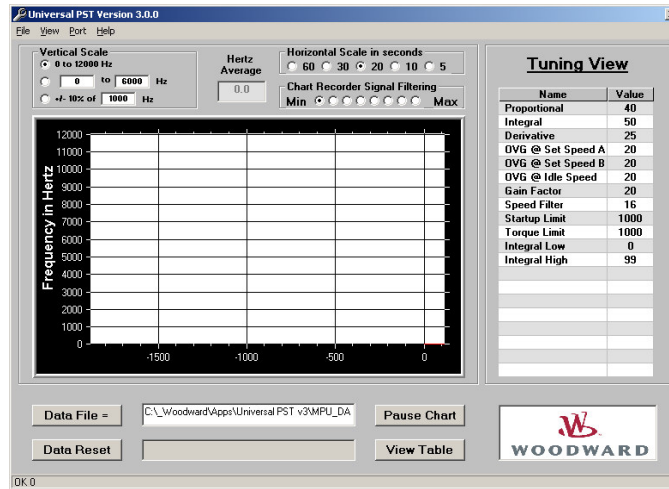 Universal PST Version 3.0.0
File View Port Help
Vertical Scale
0 to 12000 Hz
0 to 6000 Hz
+/- 10% of 1000 Hz
Hertz
Average
0.0
Horizontal Scale in seconds
60 30 20 10 5
Chart Recorder Signal Filtering
Min Max
Frequency in Hertz
12000
11000
10000
9000
8000
7000
6000
5000
4000
3000
2000
1000
0
-1500 -1000 -500 0
Tuning View
Name Value
Proportional 40
Integral 50
Derivative 25
OVG @ Set Speed A 20
OVG @ Set Speed B 20
OVG @ Idle Speed 20
Gain Factor 20
Speed Filter 16
Startup Limit 1000
Torque Limit 1000
Integral Low 0
Integral High 99
Data File = C:\_Woodward\Apps\Universal PST v3\MPU_DA Pause Chart
Data Reset View Table
WOODWARD
OK 0